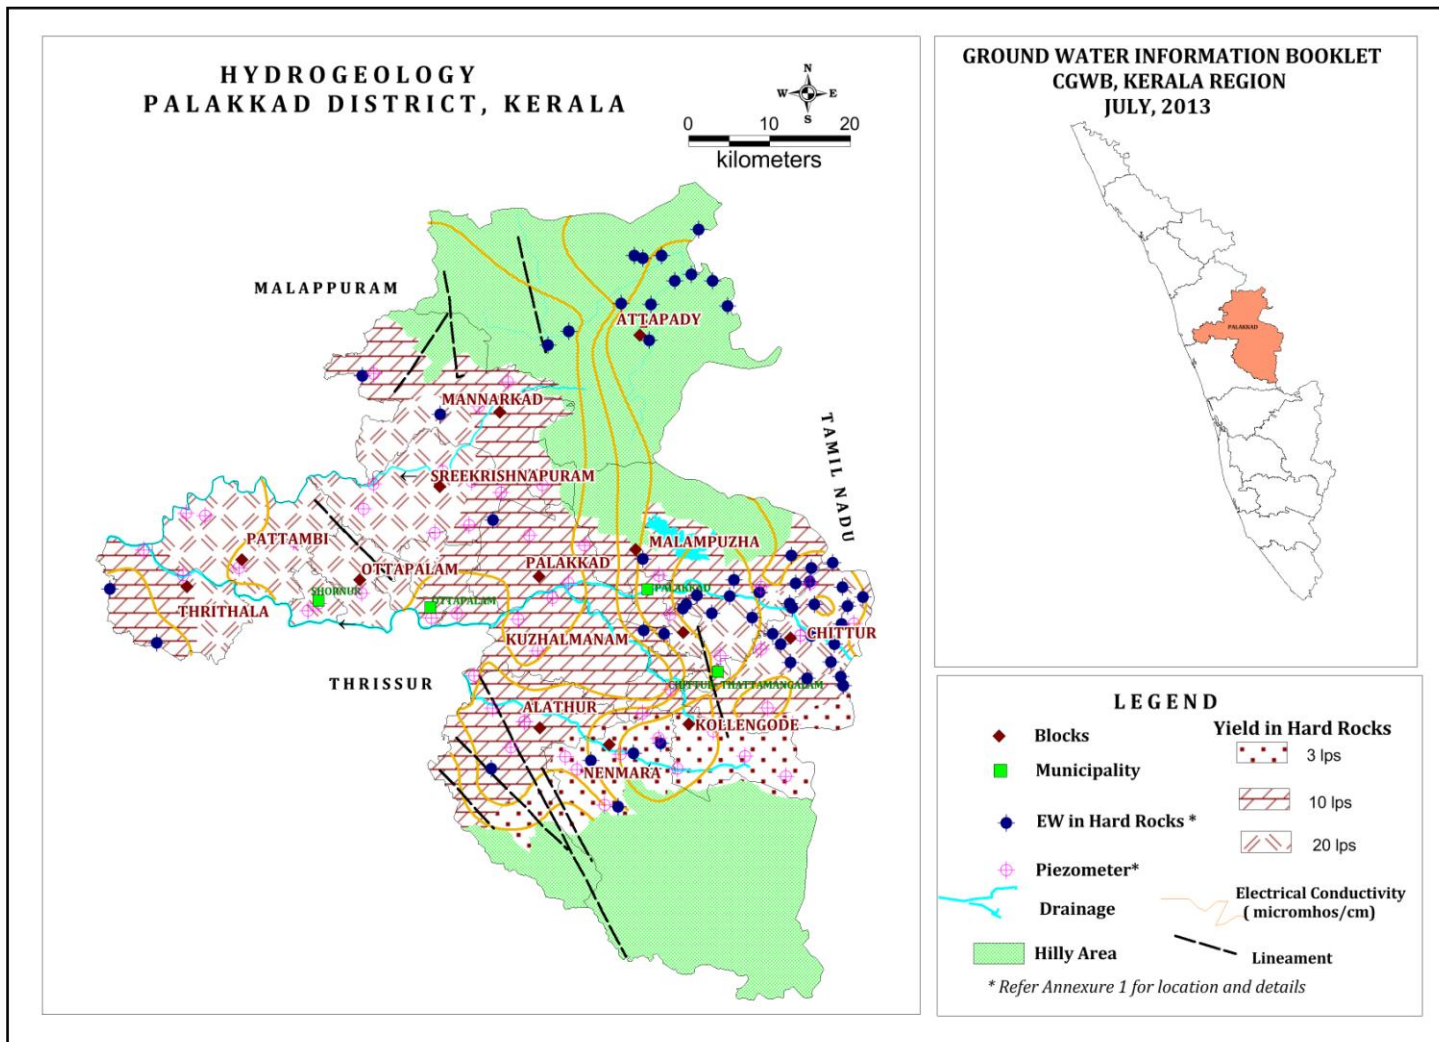 HYDROGEOLOGY
PALAKKAD DISTRICT, KERALA
N
W E
S
0 10 20
kilometers
MALAPPURAM
ATTAPADY
MANNARKAD
TAMIL NADU
SREEKRISHNAPURAM
PATTAMBI
MALAMPUZHA
OTTAPALAM
PALAKKAD
SHORNUR
OTTAPALAM
PALAKKAD
THRITHALA
KUZHALMANAM
CHITTUR
THRISSUR
CHITTUR-THATTAMANGALAM
ALATHUR
KOLLENGODE
NENMARA
GROUND WATER INFORMATION BOOKLET
CGWB, KERALA REGION
JULY, 2013
PALAKKAD
LEGEND
Blocks
Municipality
EW in Hard Rocks *
Piezometer*
Drainage
Hilly Area
Yield in Hard Rocks
3 lps
10 lps
20 lps
Electrical Conductivity
( micromhos/cm)
Lineament
* Refer Annexure 1 for location and details